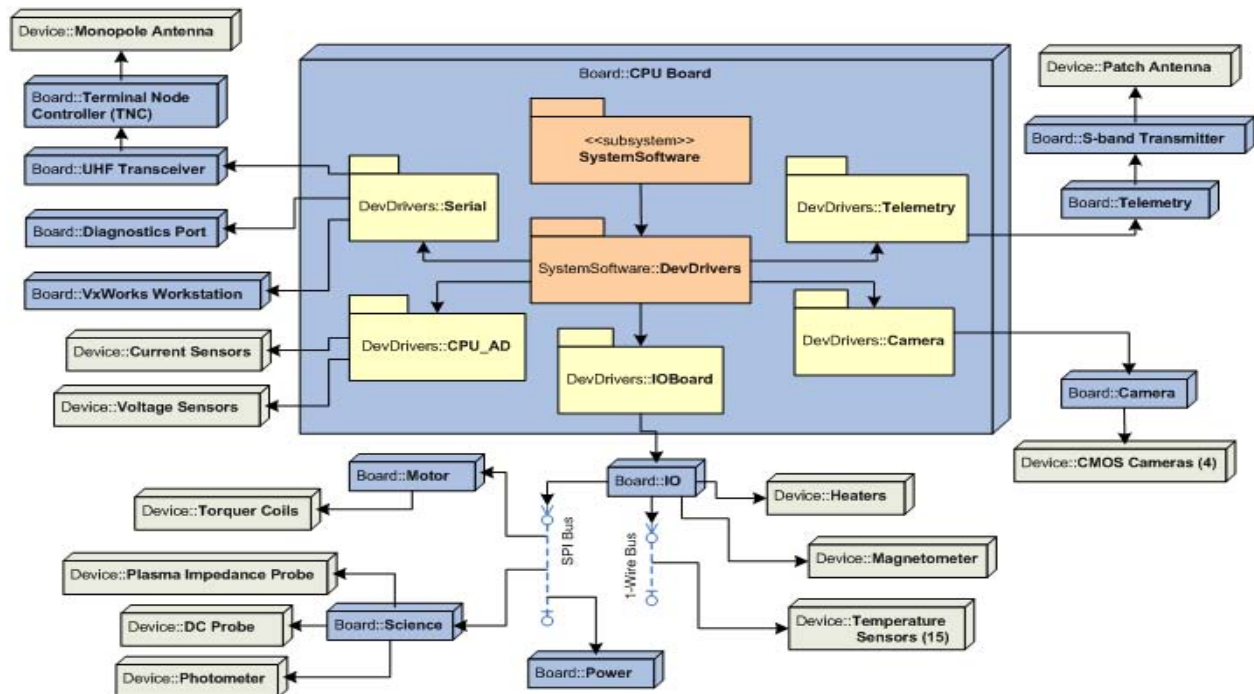 Device::Monopole Antenna
Board::Terminal Node
Controller (TNC)
Board::UHF Transceiver
Board::Diagnostics Port
Board::VxWorks Workstation
Device::Current Sensors
Device::Voltage Sensors
Board::CPU Board
<<subsystem>>
SystemSoftware
DevDrivers::Serial
DevDrivers::Telemetry
SystemSoftware::DevDrivers
DevDrivers::CPU_AD
DevDrivers::IOBoard
DevDrivers::Camera
Device::Patch Antenna
Board::S-band Transmitter
Board::Telemetry
Board::Camera
Device::CMOS Cameras (4)
Board::Motor
Board::IO
Device::Heaters
Device::Torquer Coils
SPI Bus
1-Wire Bus
Device::Magnetometer
Device::Plasma Impedance Probe
Device::DC Probe
Board::Science
Device::Temperature
Sensors (15)
Device::Photometer
Board::Power